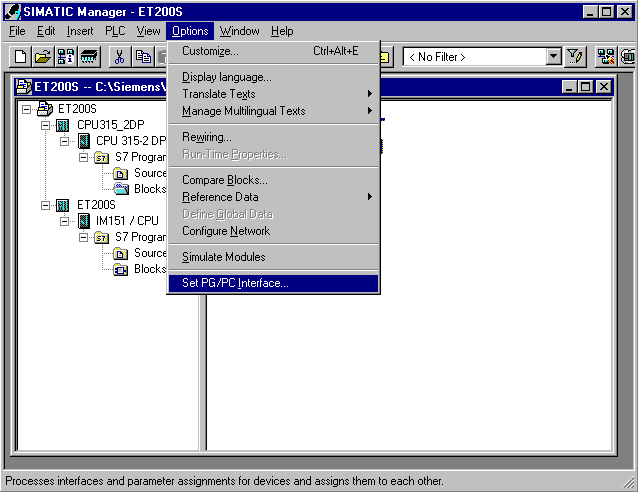 SIMATIC Manager - ET200S
File Edit Insert PLC View Options Window Help
< No Filter >
Customize... Ctrl+Alt+E
Display language...
Translate Texts
Manage Multilingual Texts
Rewiring...
Run-Time Properties...
Compare Blocks...
Reference Data
Define Global Data
Configure Network
Simulate Modules
Set PG/PC Interface...
ET200S -- C:\Siemens\
ET200S
CPU315_2DP
CPU 315-2 DP
S7 Progra
Source
Blocks
ET200S
IM151 / CPU
S7 Progra
Source
Blocks
Processes interfaces and parameter assignments for devices and assigns them to each other.